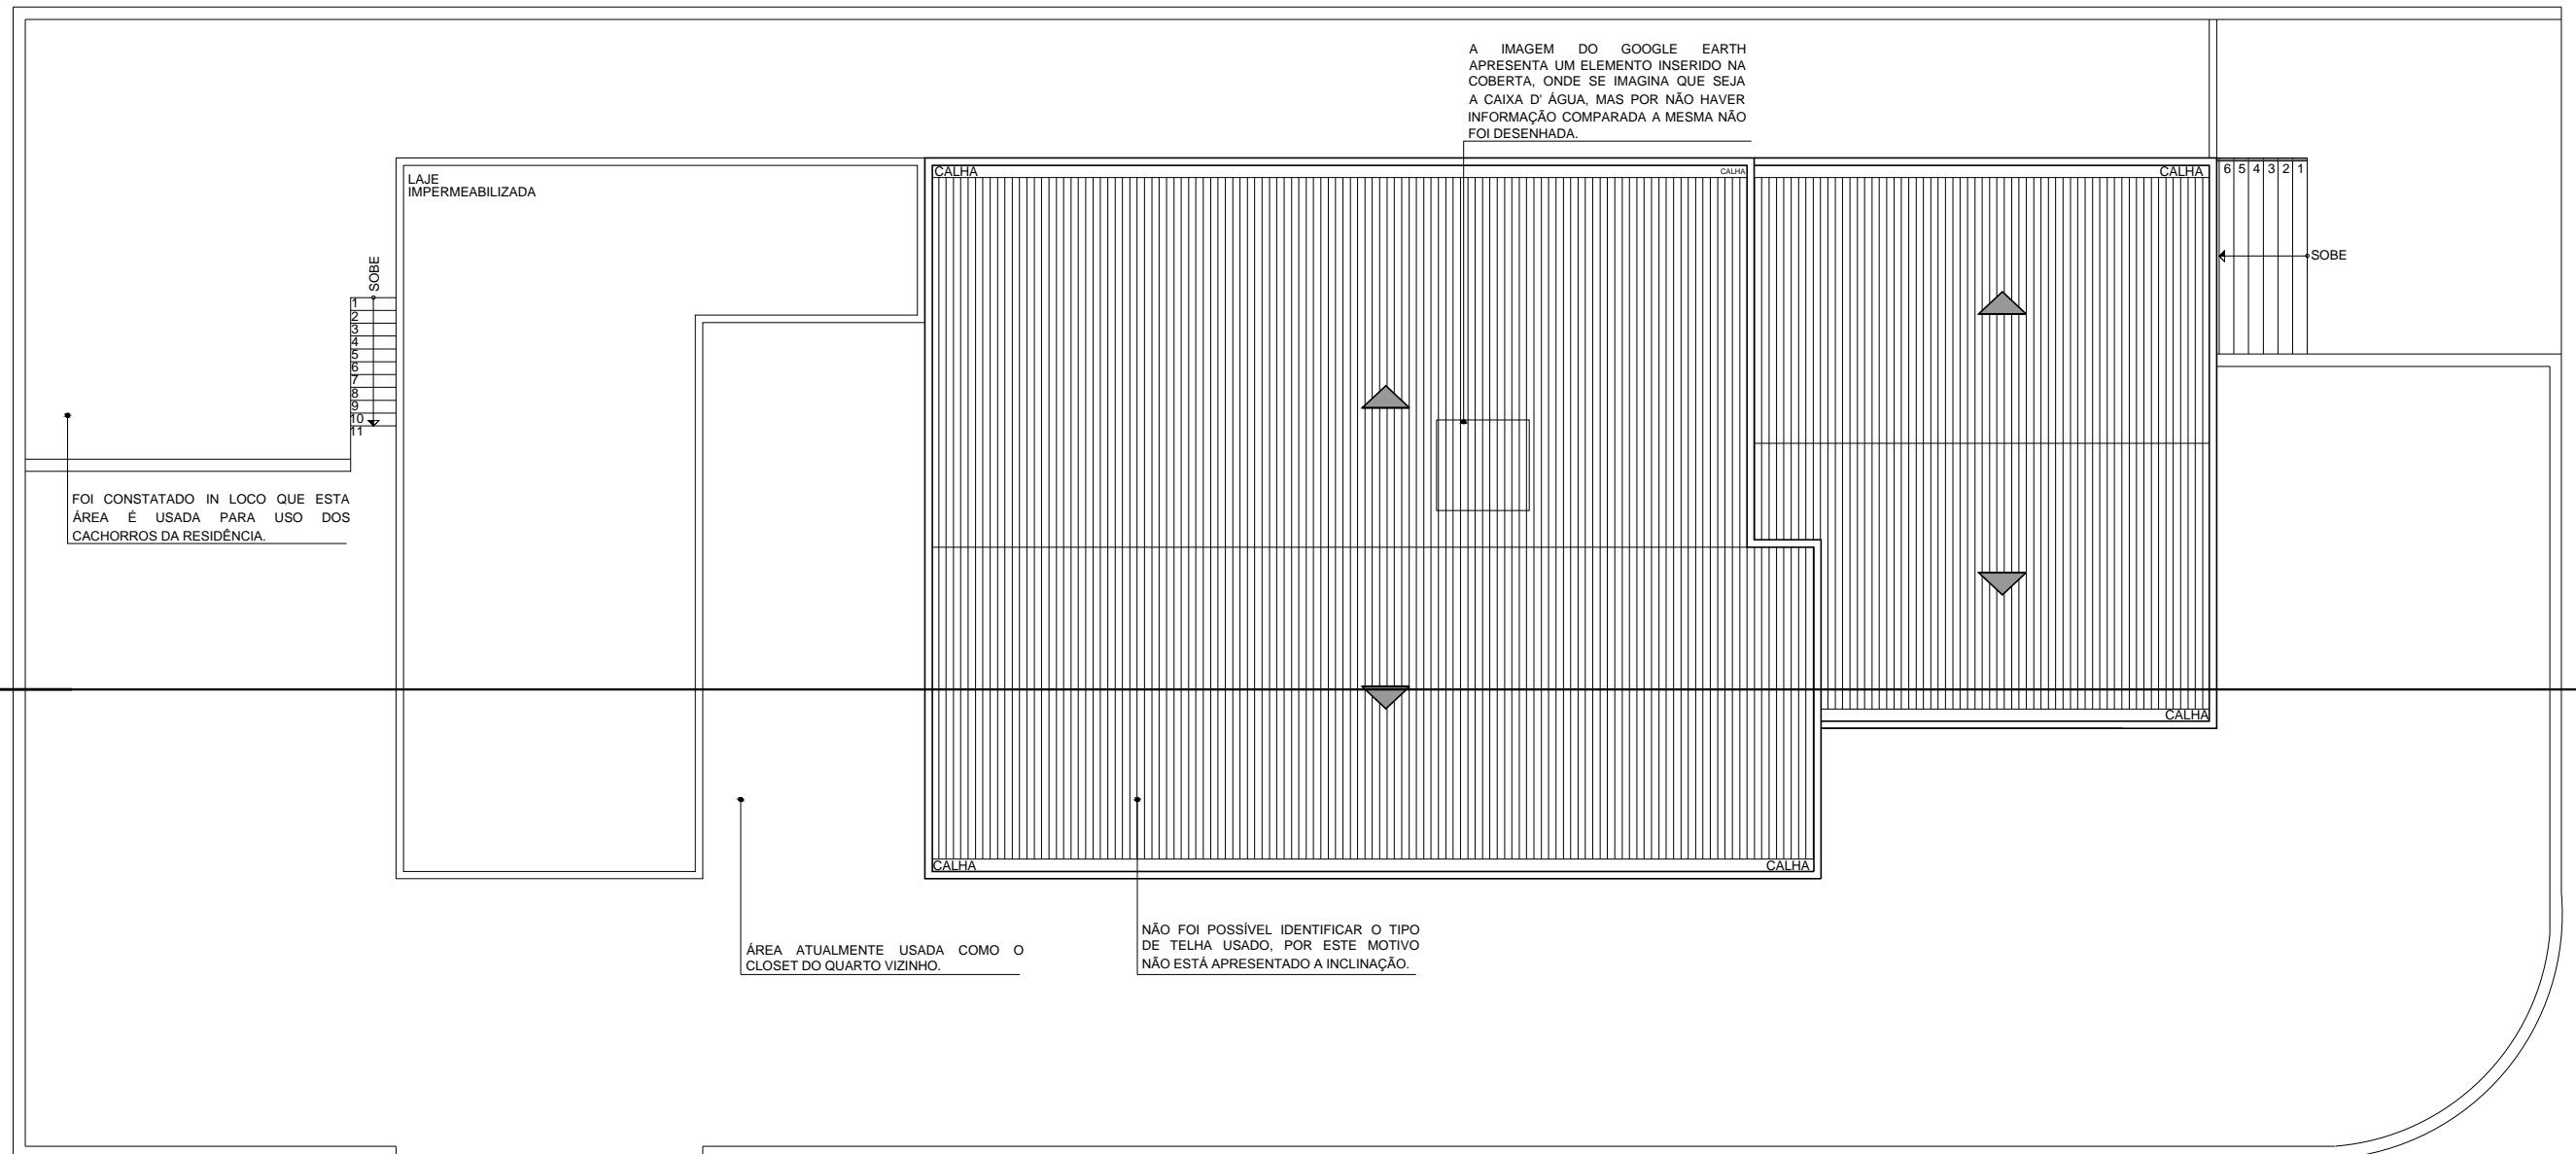 A IMAGEM DO GOOGLE EARTH
APRESENTA UM ELEMENTO INSERIDO NA
COBERTA, ONDE SE IMAGINA QUE SEJA
A CAIXA D' ÁGUA, MAS POR NÃO HAVER
INFORMAÇÃO COMPARADA A MESMA NÃO
FOI DESENHADA.
LAJE
IMPERMEABILIZADA
CALHA
CALHA
CALHA
6 5 4 3 2 1
SOBE
SOBE
1
2
3
4
5
6
7
8
9
10
11
FOI CONSTATADO IN LOCO QUE ESTA
ÁREA É USADA PARA USO DOS
CACHORROS DA RESIDÊNCIA.
CALHA
CALHA
CALHA
ÁREA ATUALMENTE USADA COMO O
CLOSET DO QUARTO VIZINHO.
NÃO FOI POSSÍVEL IDENTIFICAR O TIPO
DE TELHA USADO, POR ESTE MOTIVO
NÃO ESTÁ APRESENTADO A INCLINAÇÃO.